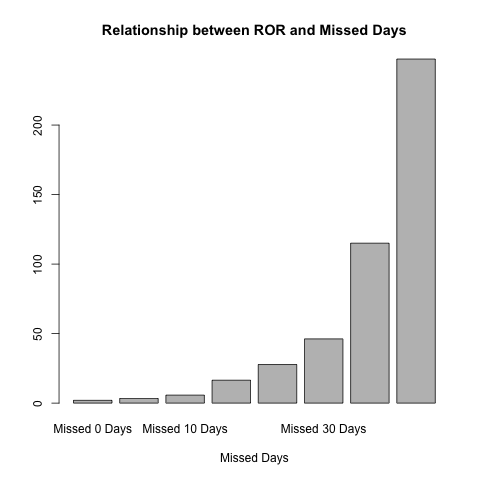 Relationship between ROR and Missed Days
200
150
100
50
0
Missed 0 Days Missed 10 Days Missed 30 Days
Missed Days